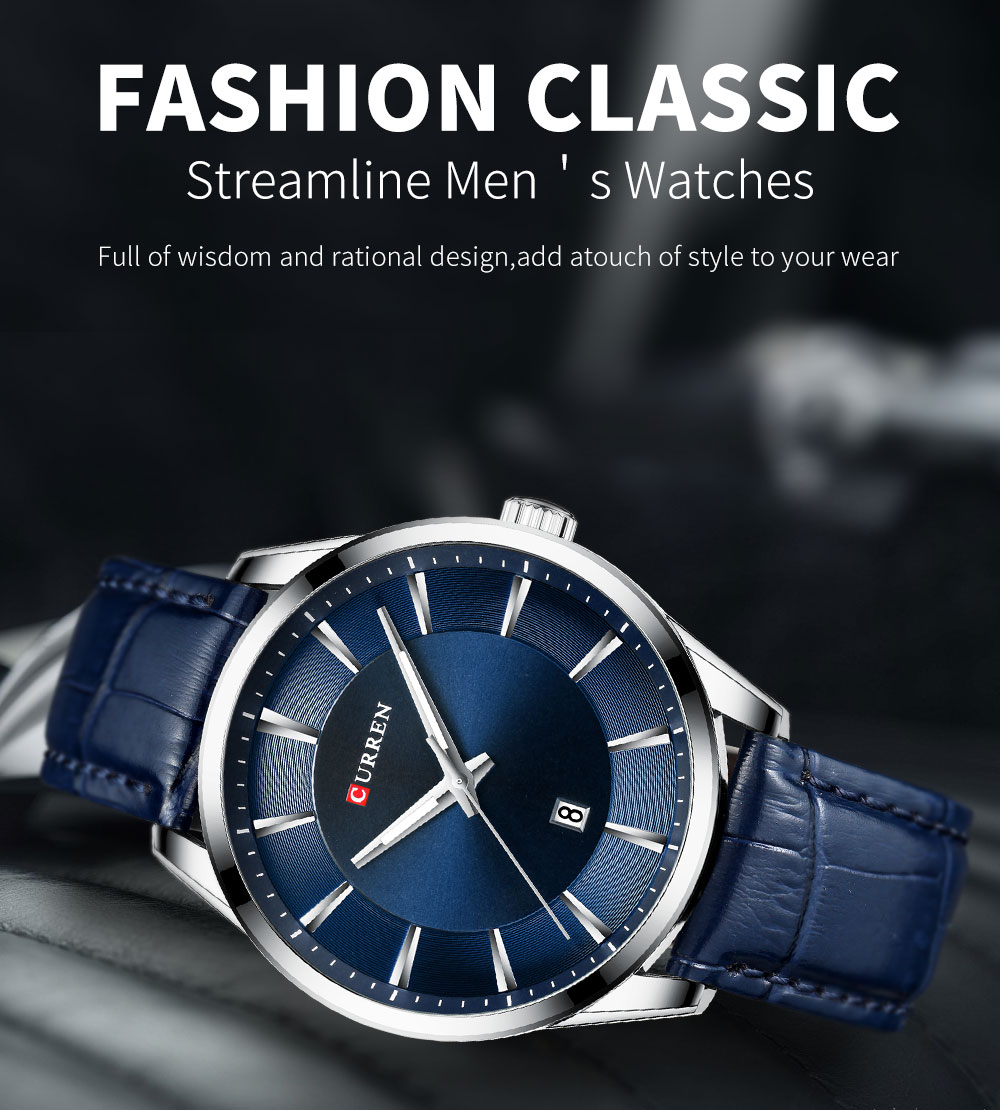 FASHION CLASSIC
Streamline Men ' s Watches
Full of wisdom and rational design,add atouch of style to your wear
CURREN
8